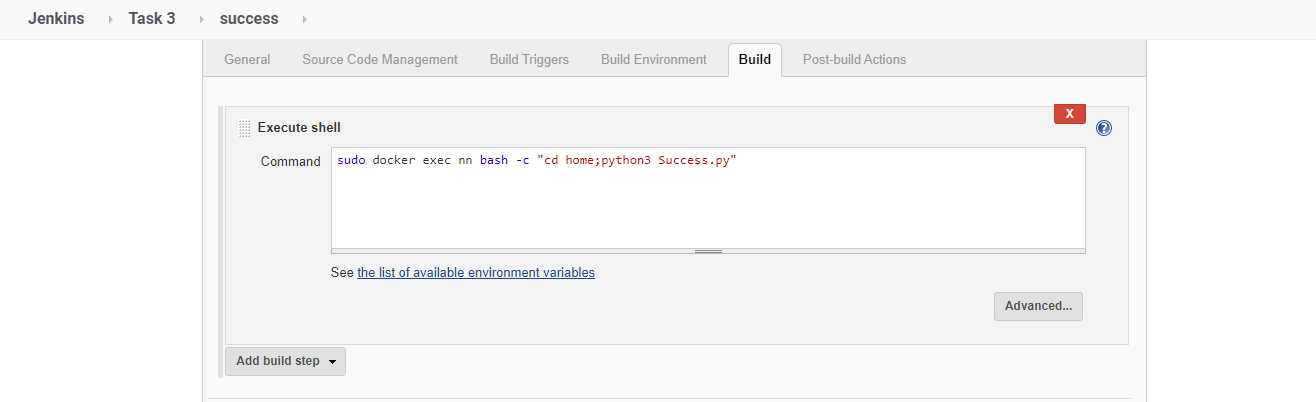 Jenkins Task 3 success
General Source Code Management Build Triggers Build Environment Build Post-build Actions
X
Execute shell ?
Command sudo docker exec nn bash -c "cd home;python3 Success.py"
See the list of available environment variables
Advanced...
Add build step